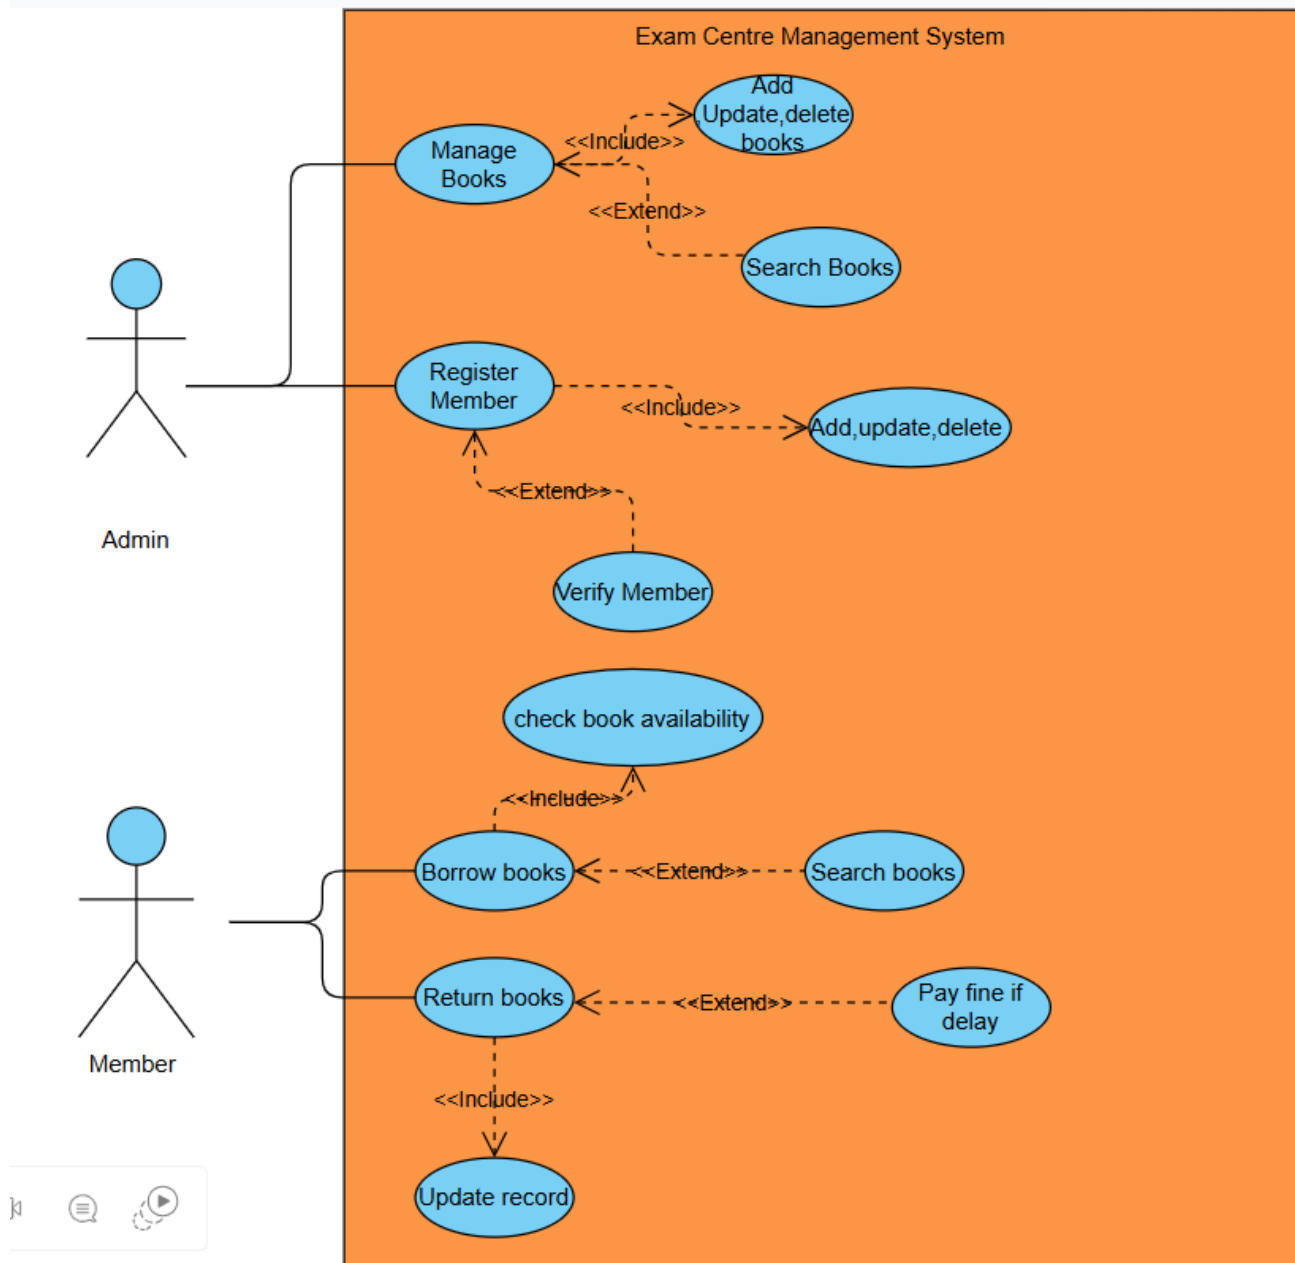 Exam Centre Management System
Add
,Update,delete
books
<<Include>>
Manage
Books
<<Extend>>
Search Books
Register
Member
<<Include>>
Add,update,delete
<<Extend>>
Admin
Verify Member
check book availability
<<Include>>
Borrow books
<<Extend>>
Search books
Return books
<<Extend>>
Pay fine if
delay
Member
<<Include>>
Update record